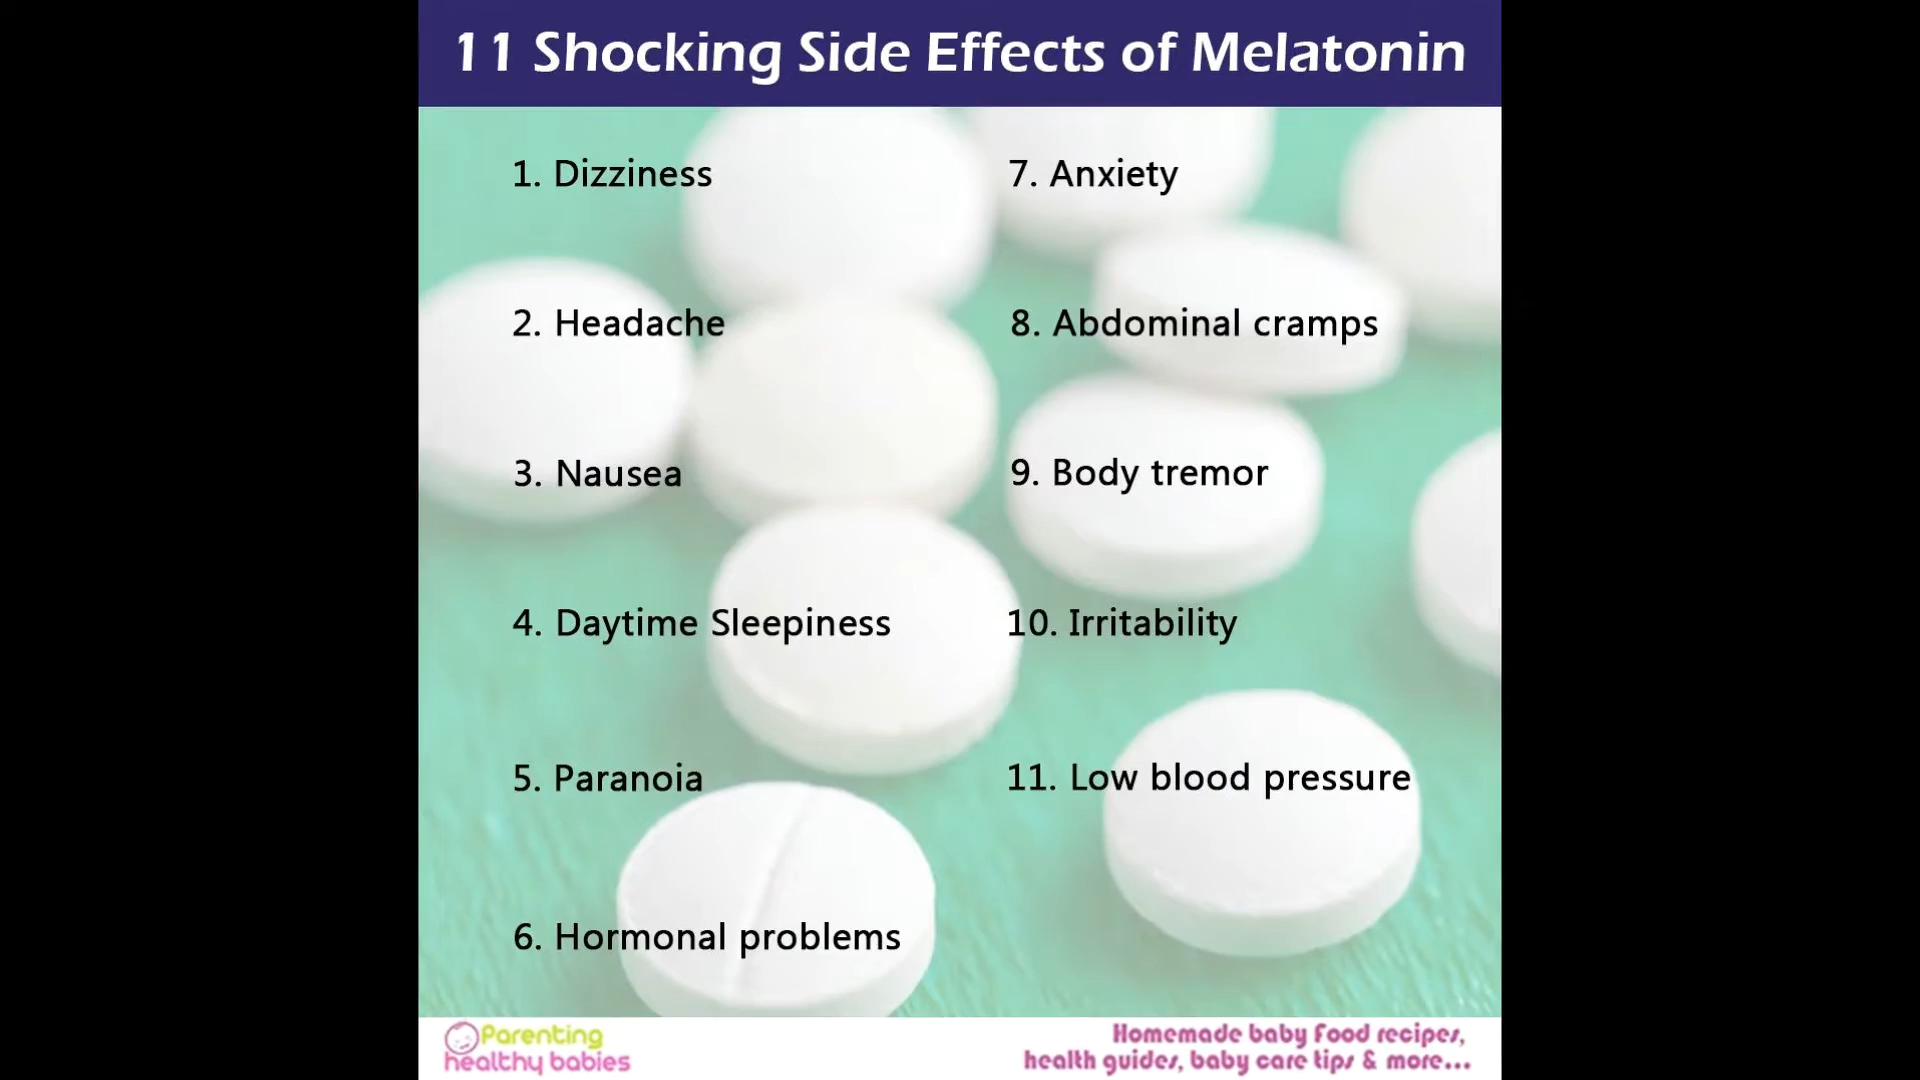 11 Shocking Side Effects of Melatonin
1. Dizziness
2. Headache
3. Nausea
4. Daytime Sleepiness
5. Paranoia
6. Hormonal problems
7. Anxiety
8. Abdominal cramps
9. Body tremor
10. Irritability
11. Low blood pressure
Parenting
healthy babies
Homemade baby Food recipes,
health guides, baby care tips & more...